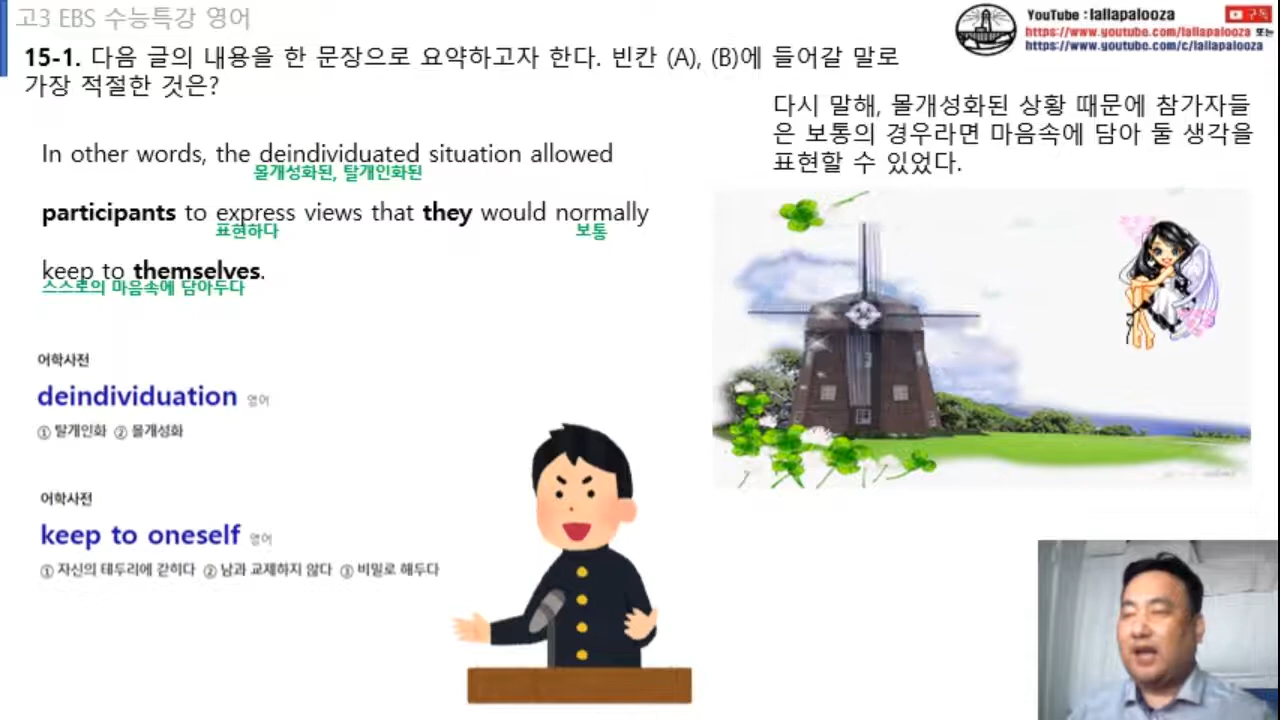 고3 EBS 수능특강 영어
YouTube : lallapalooza
구독
https://www.youtube.com/lallapalooza 또는
https://www.youtube.com/c/lallapalooza
15-1. 다음 글의 내용을 한 문장으로 요약하고자 한다. 빈칸 (A), (B)에 들어갈 말로
가장 적절한 것은?
다시 말해, 몰개성화된 상황 때문에 참가자들
은 보통의 경우라면 마음속에 담아 둘 생각을
표현할 수 있었다.
In other words, the deindividuated situation allowed
몰개성화된, 탈개인화된
participants to express views that they would normally
표현하다 보통
keep to themselves.
스스로의 마음속에 담아두다
어학사전
deindividuation 영어
① 탈개인화 ② 몰개성화
어학사전
keep to oneself 영어
① 자신의 테두리에 갇히다 ② 남과 교제하지 않다 ③ 비밀로 해두다